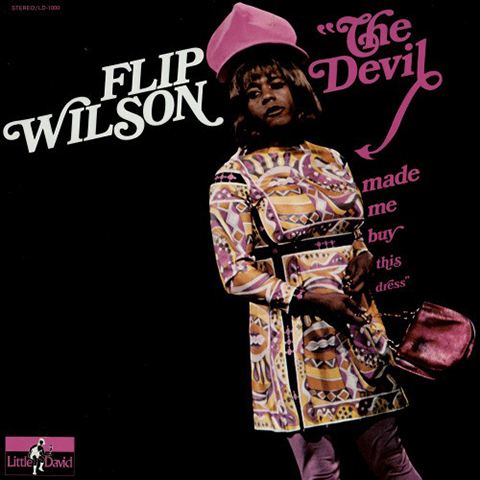 STEREO/LD-1000
FLIP
WILSON
"The
Devil
made
me
buy
this
dress"
Little David